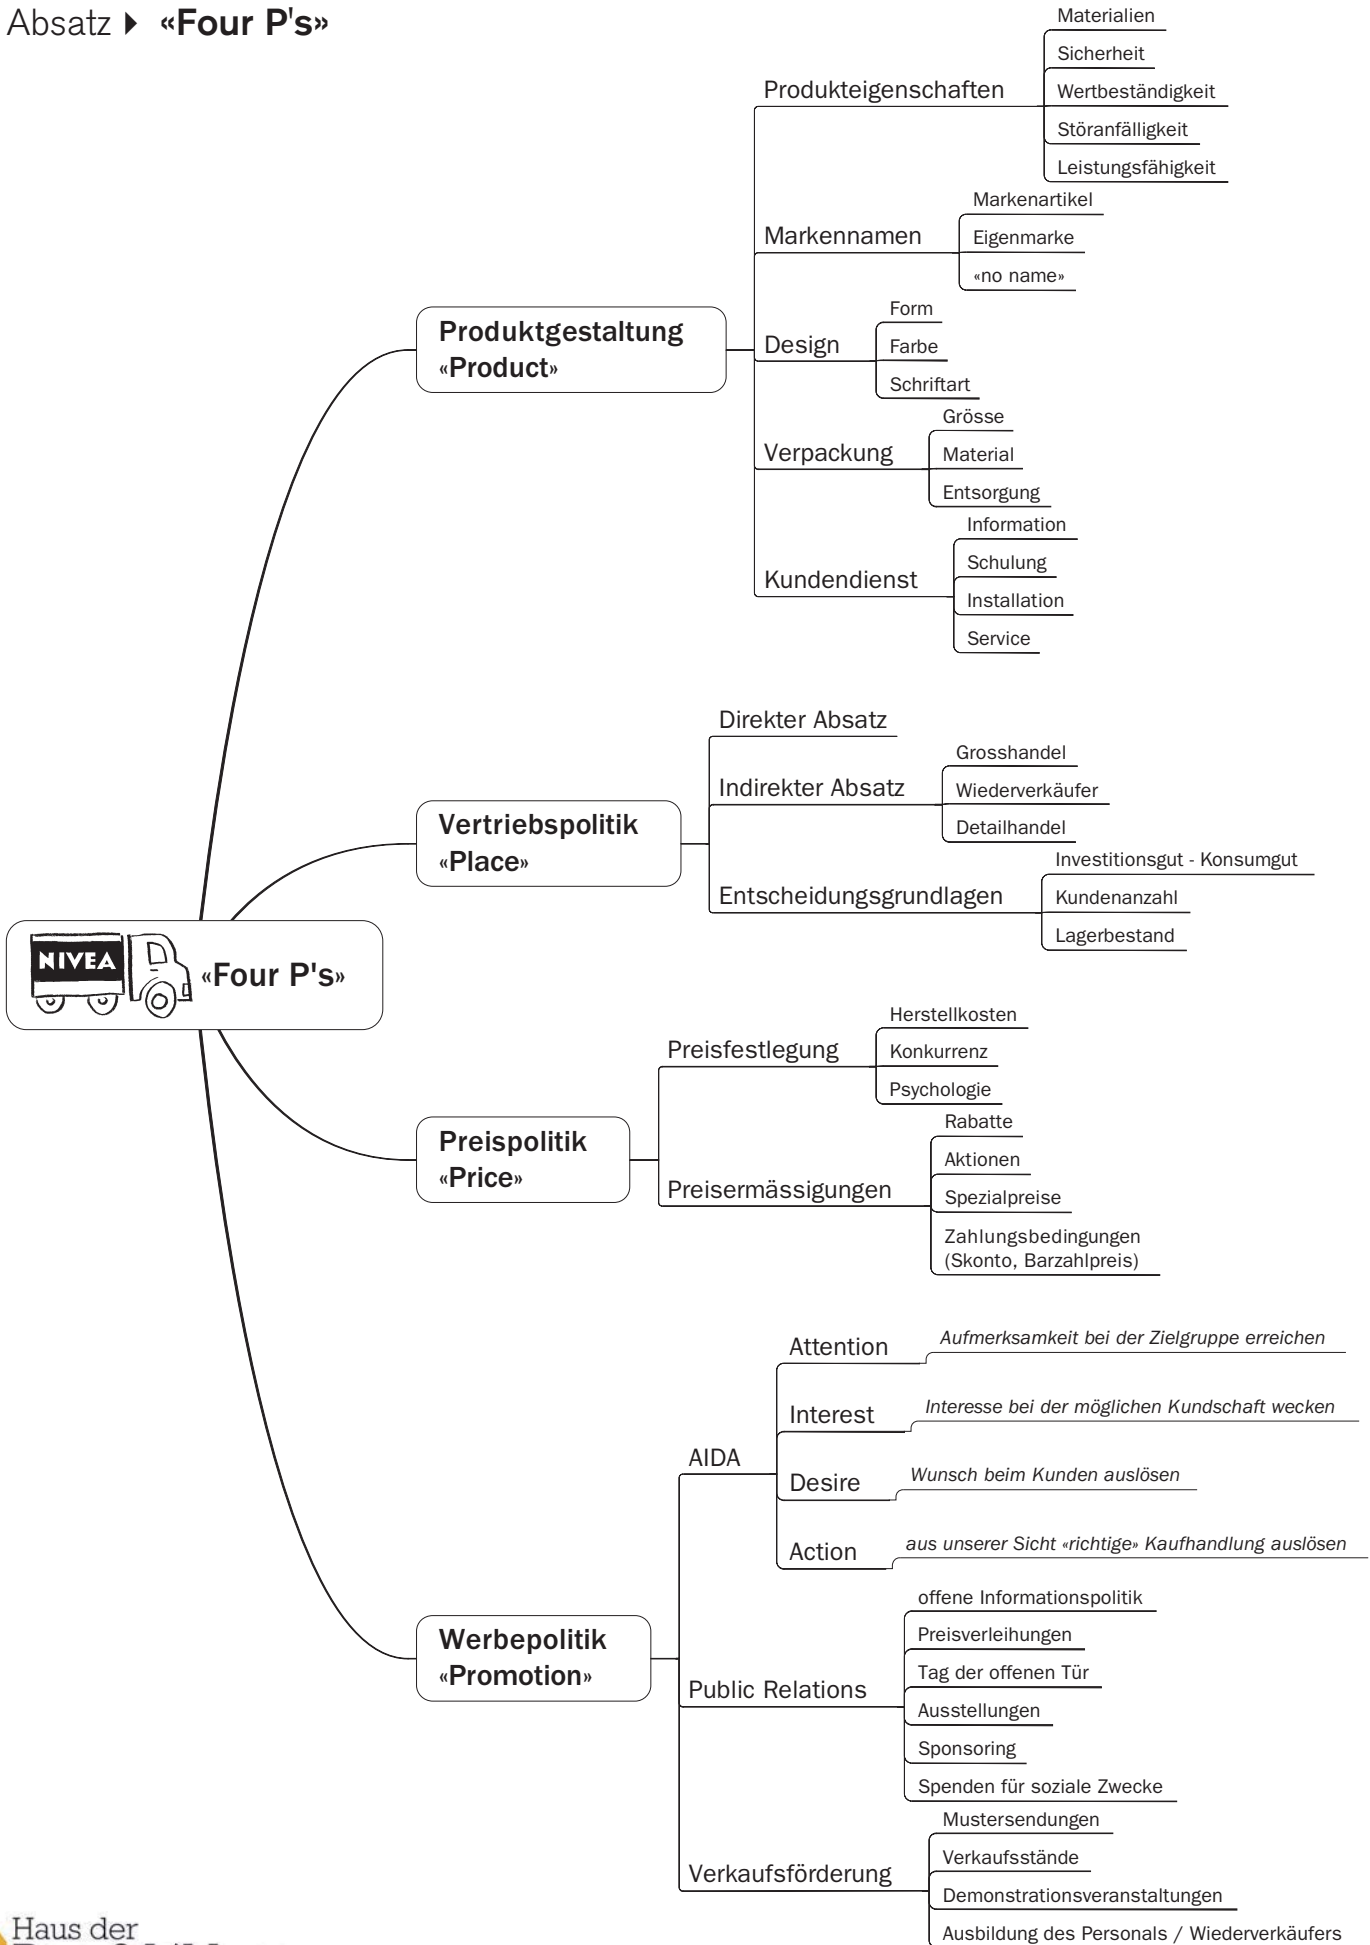 Absatz ▸ «Four P's»
NIVEA
«Four P's»
Produktgestaltung
«Product»
Produkteigenschaften
Materialien
Sicherheit
Wertbeständigkeit
Störanfälligkeit
Leistungsfähigkeit
Markennamen
Markenartikel
Eigenmarke
«no name»
Design
Form
Farbe
Schriftart
Verpackung
Grösse
Material
Entsorgung
Kundendienst
Information
Schulung
Installation
Service
Vertriebspolitik
«Place»
Direkter Absatz
Indirekter Absatz
Grosshandel
Wiederverkäufer
Detailhandel
Entscheidungsgrundlagen
Investitionsgut - Konsumgut
Kundenanzahl
Lagerbestand
Preispolitik
«Price»
Preisfestlegung
Herstellkosten
Konkurrenz
Psychologie
Preisermässigungen
Rabatte
Aktionen
Spezialpreise
Zahlungsbedingungen
(Skonto, Barzahlpreis)
Werbepolitik
«Promotion»
AIDA
Attention
Aufmerksamkeit bei der Zielgruppe erreichen
Interest
Interesse bei der möglichen Kundschaft wecken
Desire
Wunsch beim Kunden auslösen
Action
aus unserer Sicht «richtige» Kaufhandlung auslösen
Public Relations
offene Informationspolitik
Preisverleihungen
Tag der offenen Tür
Ausstellungen
Sponsoring
Spenden für soziale Zwecke
Verkaufsförderung
Mustersendungen
Verkaufsstände
Demonstrationsveranstaltungen
Ausbildung des Personals / Wiederverkäufers
Haus der